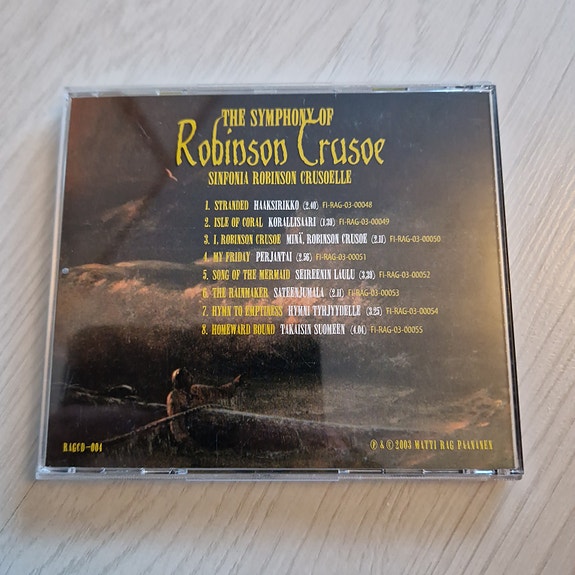 THE SYMPHONY OF
Robinson Crusoe
SINFONIA ROBINSON CRUSOELLE
1. STRANDED HAAKSIRIKKO (2.40) FI-RAG-03-00048
2. ISLE OF CORAL KORALLISAARI (1.38) FI-RAG-03-00049
3. I, ROBINSON CRUSOE MINÄ, ROBINSON CRUSOE (2.11) FI-RAG-03-00050
4. MY FRIDAY PERJANTAI (2.56) FI-RAG-03-00051
5. SONG OF THE MERMAID SEIREENIN LAULU (3.39) FI-RAG-03-00052
6. THE RAINMAKER SATEENJUMALA (2.11) FI-RAG-03-00053
7. HYMN TO EMPTINESS HYMNI TYHJYYDELLE (3.25) FI-RAG-03-00054
8. HOMEWARD BOUND TAKAISIN SUOMEEN (4.04) FI-RAG-03-00055
RAGCD-004 ℗ & © 2003 MATTI RAG PAANANEN